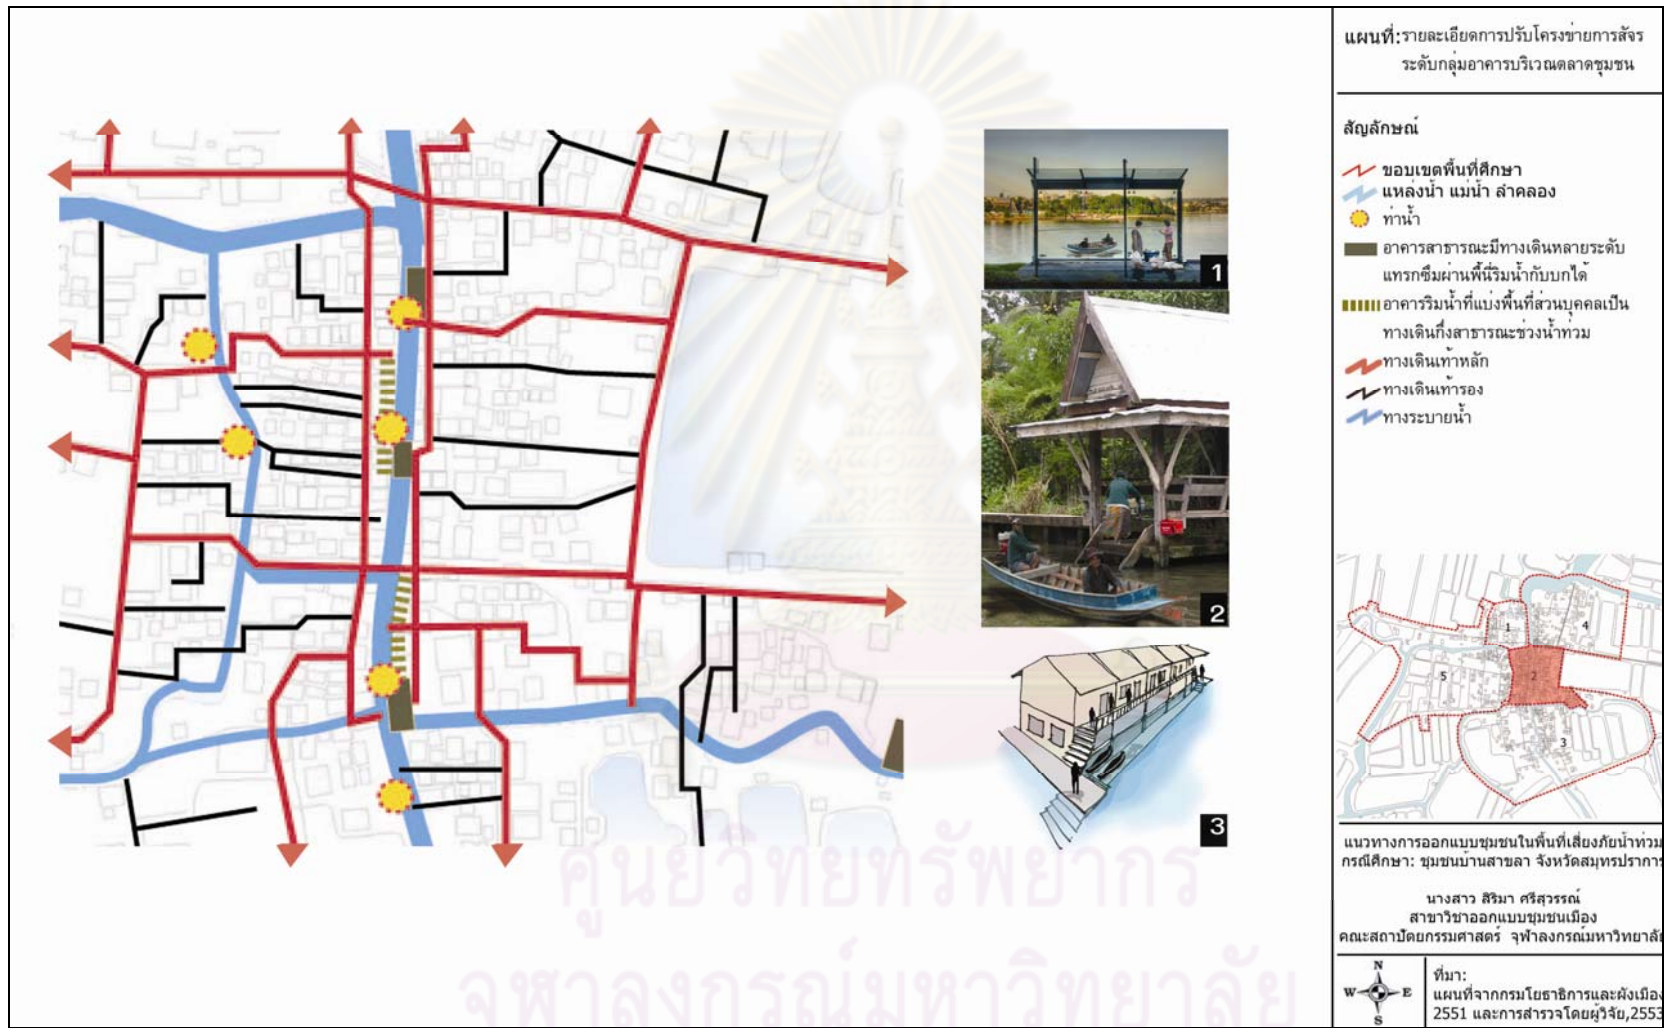 แผนที่:รายละเอียดการปรับโครงข่ายการสัจร
ระดับกลุ่มอาคารบริเวณตลาดชุมชน
สัญลักษณ์
ขอบเขตพื้นที่ศึกษา
แหล่งน้ำ แม่น้ำ ลำคลอง
ท่าน้ำ
อาคารสาธารณะมีทางเดินหลายระดับ
แทรกซึมผ่านพื้นี่ริมน้ำกับบกได้
อาคารริมน้ำที่แบ่งพื้นที่ส่วนบุคคลเป็น
ทางเดินกึ่งสาธารณะช่วงน้ำท่วม
ทางเดินเท้าหลัก
ทางเดินเท้ารอง
ทางระบายน้ำ
1
2
3
1
4
2
5
3
แนวทางการออกแบบชุมชนในพื้นที่เสี่ยงภัยน้ำท่วม
กรณีศึกษา: ชุมชนบ้านสาขลา จังหวัดสมุทรปราการ
นางสาว สิริมา ศรีสุวรรณ์
สาขาวิชาออกแบบชุมชนเมือง
คณะสถาปัตยกรรมศาสตร์ จุฬาลงกรณ์มหาวิทยาลัย
N
W E
S
ที่มา:
แผนที่จากกรมโยธาธิการและผังเมือง
2551 และการสำรวจโดยผู้วิจัย,2553
ศูนย์วิทยทรัพยากร
จุฬาลงกรณ์มหาวิทยาลัย